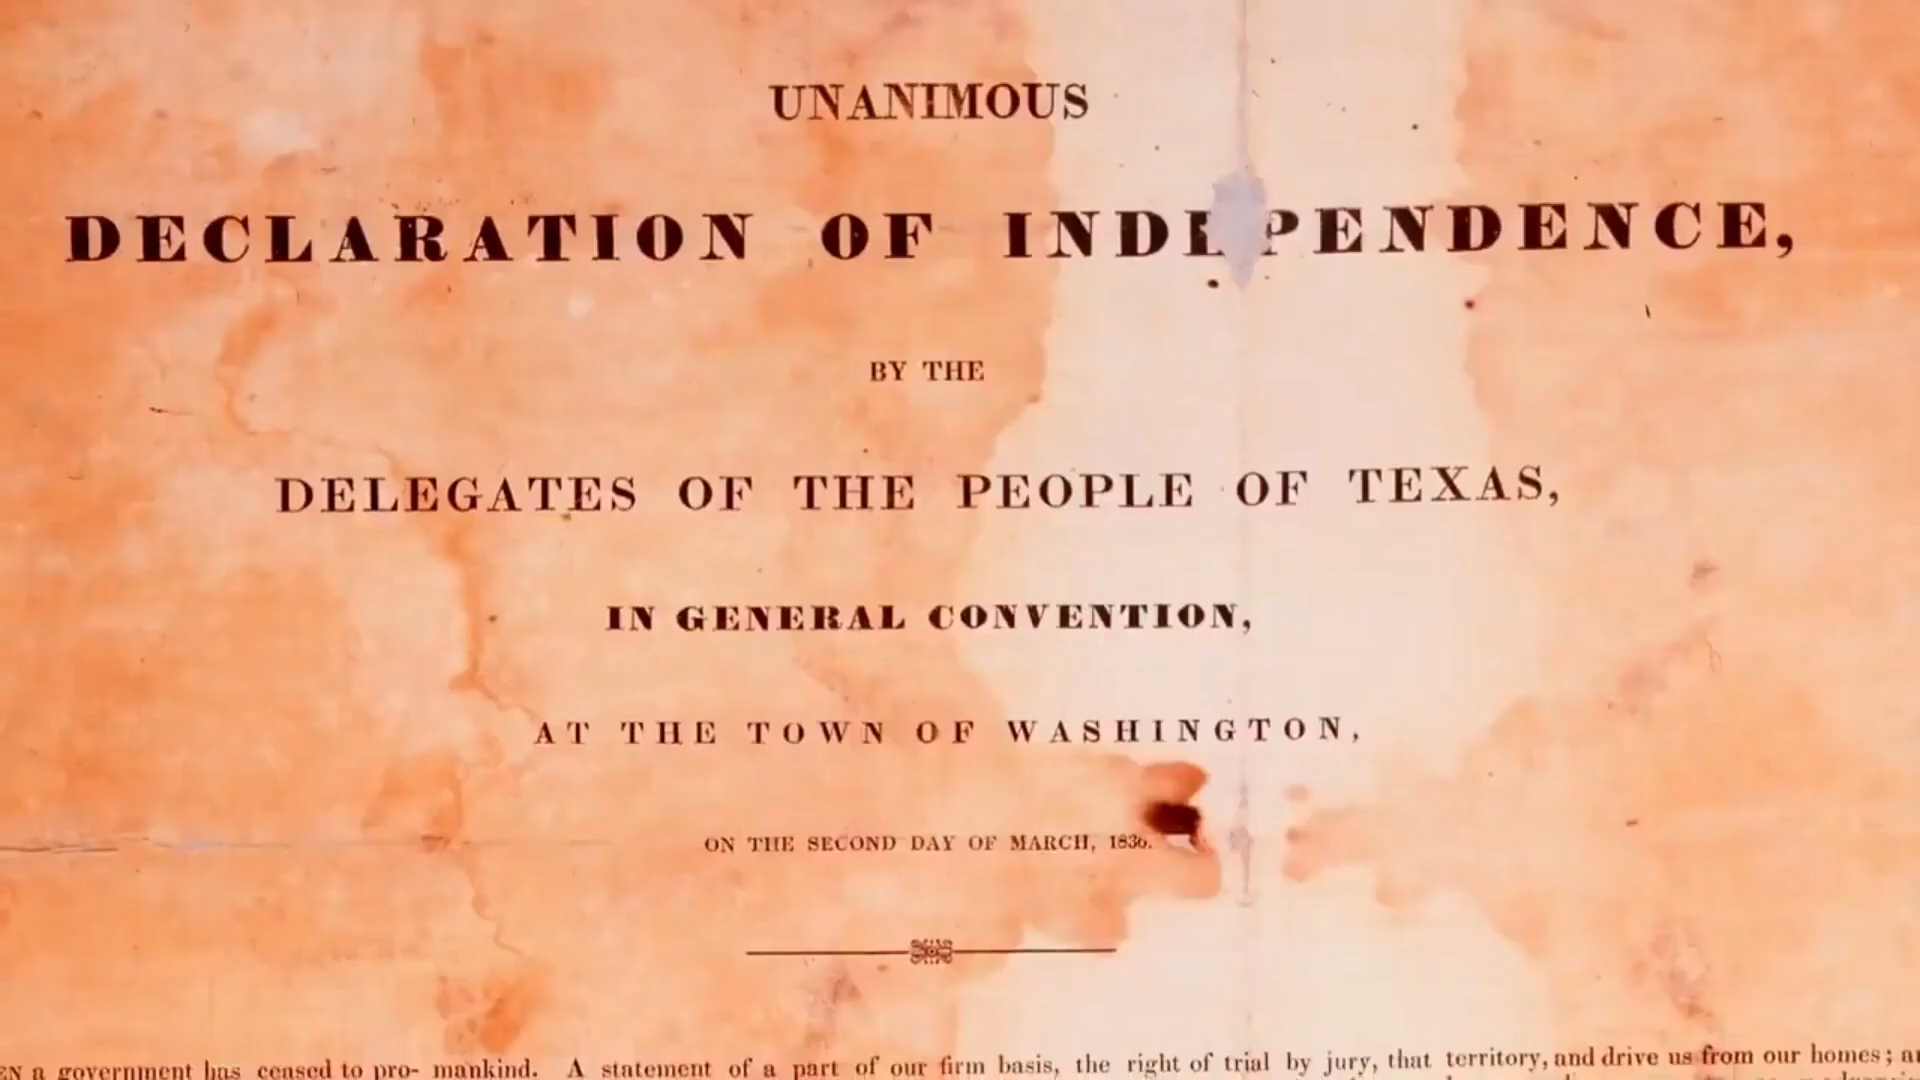 UNANIMOUS
DECLARATION OF INDEPENDENCE,
BY THE
DELEGATES OF THE PEOPLE OF TEXAS,
IN GENERAL CONVENTION,
AT THE TOWN OF WASHINGTON,
ON THE SECOND DAY OF MARCH, 1836.
EN a government has ceased to pro- mankind. A statement of a part of our firm basis, the right of trial by jury, that territory, and drive us from our homes;